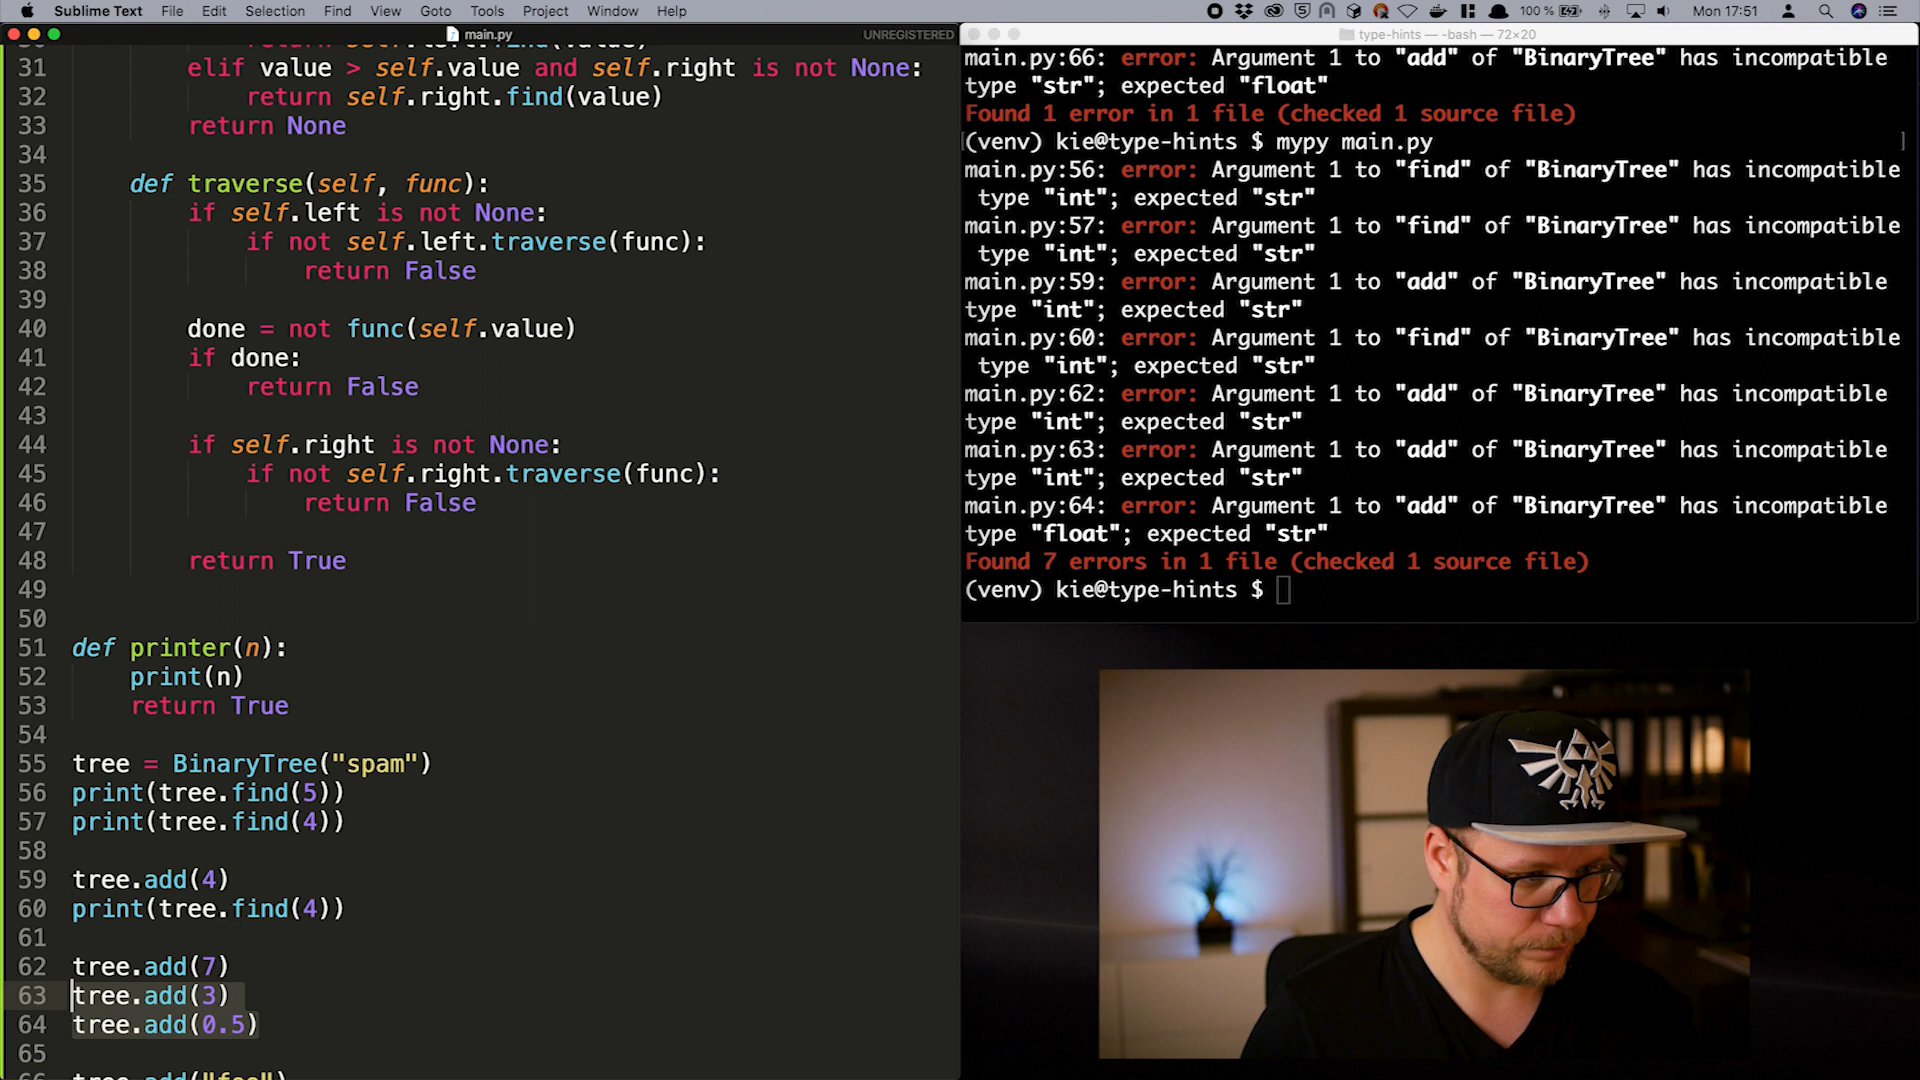 Sublime Text File Edit Selection Find View Goto Tools Project Window Help 100 % Mon 17:51
main.py UNREGISTERED
30 return self.left.find(value)
31 elif value > self.value and self.right is not None:
32 return self.right.find(value)
33 return None
34
35 def traverse(self, func):
36 if self.left is not None:
37 if not self.left.traverse(func):
38 return False
39
40 done = not func(self.value)
41 if done:
42 return False
43
44 if self.right is not None:
45 if not self.right.traverse(func):
46 return False
47
48 return True
49
50
51 def printer(n):
52 print(n)
53 return True
54
55 tree = BinaryTree("spam")
56 print(tree.find(5))
57 print(tree.find(4))
58
59 tree.add(4)
60 print(tree.find(4))
61
62 tree.add(7)
63 tree.add(3)
64 tree.add(0.5)
65
66 tree.add("foo")
type-hints — -bash — 72×20
main.py:66: error: Argument 1 to "add" of "BinaryTree" has incompatible
type "str"; expected "float"
Found 1 error in 1 file (checked 1 source file)
(venv) kie@type-hints $ mypy main.py
main.py:56: error: Argument 1 to "find" of "BinaryTree" has incompatible
type "int"; expected "str"
main.py:57: error: Argument 1 to "find" of "BinaryTree" has incompatible
type "int"; expected "str"
main.py:59: error: Argument 1 to "add" of "BinaryTree" has incompatible
type "int"; expected "str"
main.py:60: error: Argument 1 to "find" of "BinaryTree" has incompatible
type "int"; expected "str"
main.py:62: error: Argument 1 to "add" of "BinaryTree" has incompatible
type "int"; expected "str"
main.py:63: error: Argument 1 to "add" of "BinaryTree" has incompatible
type "int"; expected "str"
main.py:64: error: Argument 1 to "add" of "BinaryTree" has incompatible
type "float"; expected "str"
Found 7 errors in 1 file (checked 1 source file)
(venv) kie@type-hints $